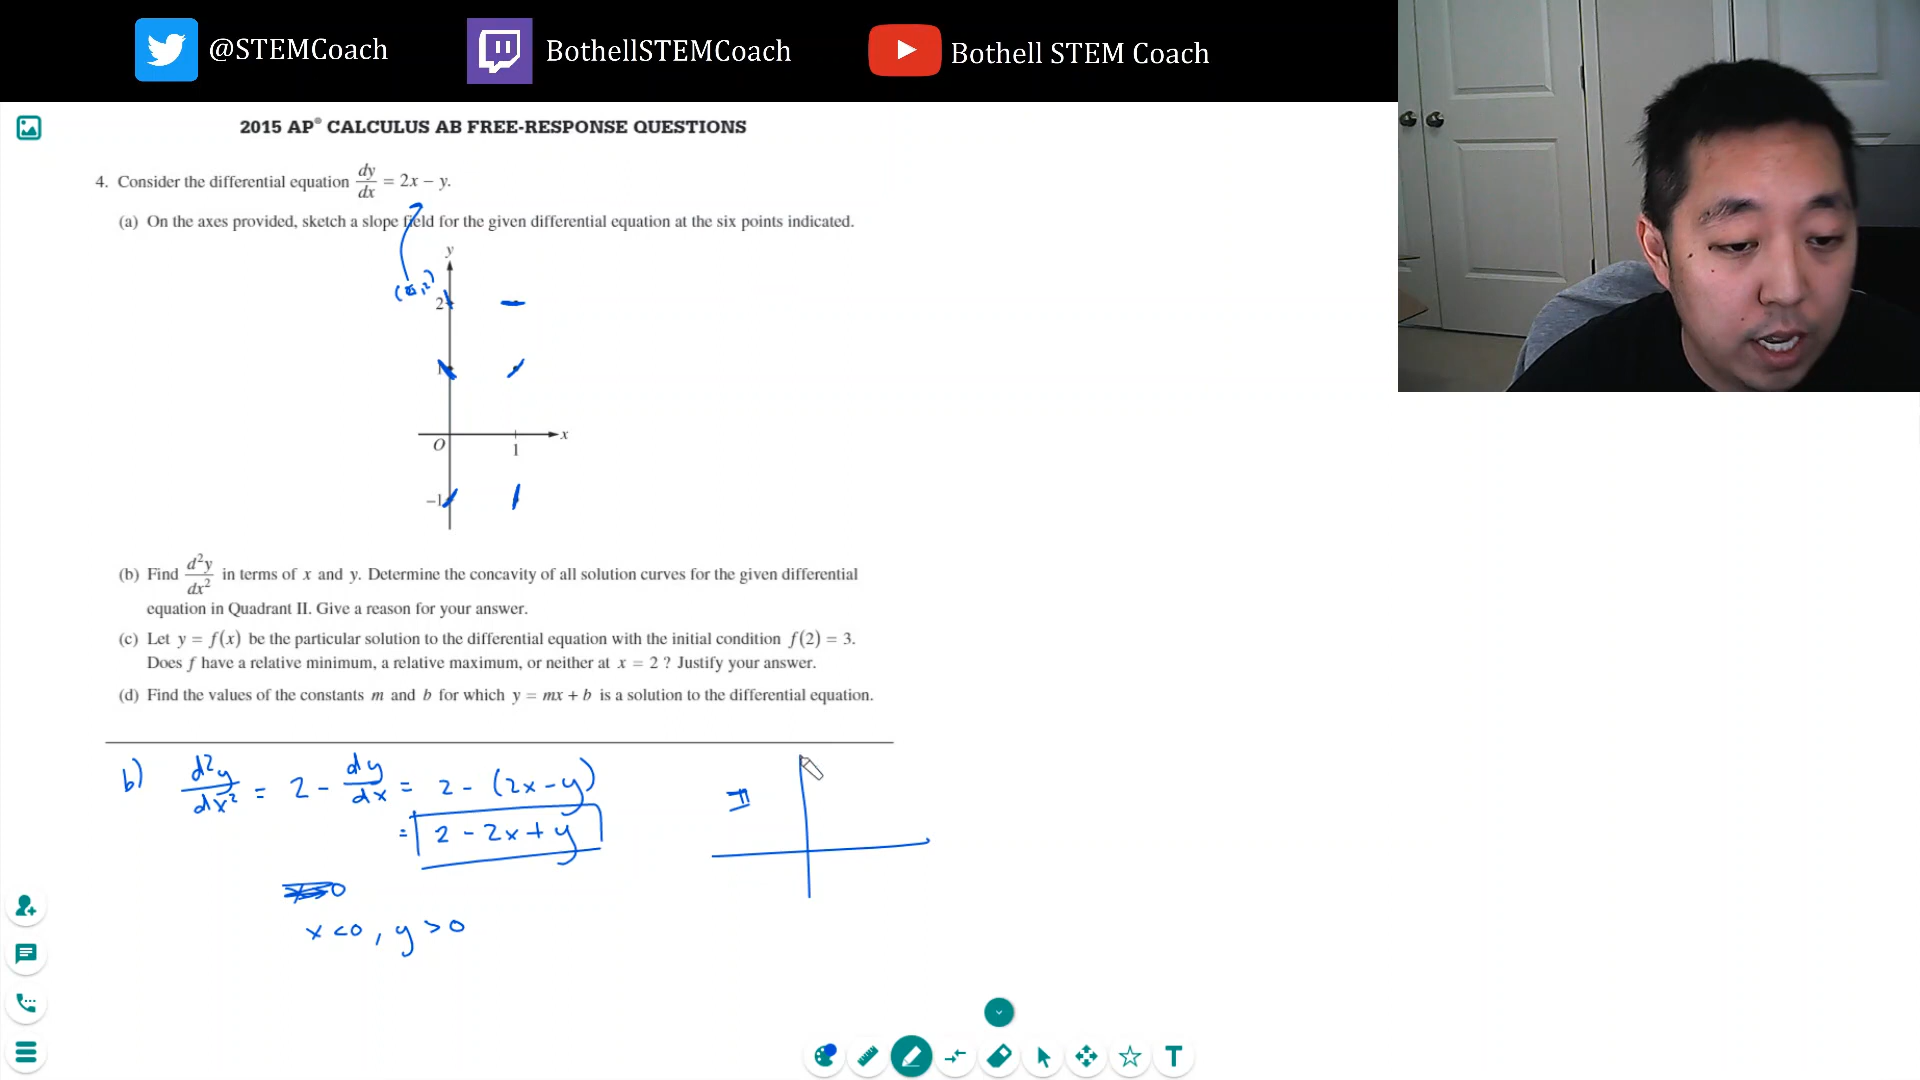 @STEMCoach BothellSTEMCoach Bothell STEM Coach
2015 AP® CALCULUS AB FREE-RESPONSE QUESTIONS
4. Consider the differential equation dy/dx = 2x − y.
(a) On the axes provided, sketch a slope field for the given differential equation at the six points indicated.
y
2
1
O
1
x
−1
(b) Find d²y/dx² in terms of x and y. Determine the concavity of all solution curves for the given differential
equation in Quadrant II. Give a reason for your answer.
(c) Let y = f(x) be the particular solution to the differential equation with the initial condition f(2) = 3.
Does f have a relative minimum, a relative maximum, or neither at x = 2 ? Justify your answer.
(d) Find the values of the constants m and b for which y = mx + b is a solution to the differential equation.
b) d²y/dx² = 2 - dy/dx = 2 - (2x-y)
= 2 - 2x + y
II
x<0, y>0
T